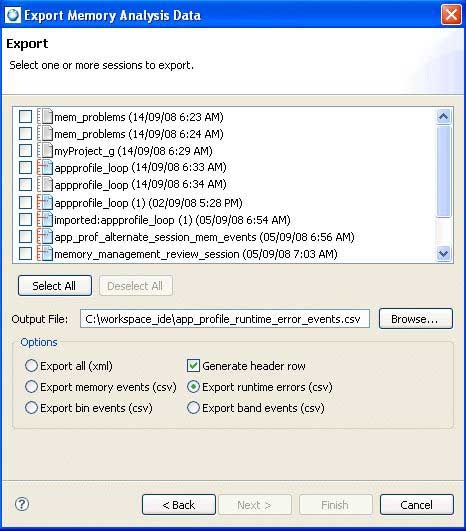 Export Memory Analysis Data
Export
Select one or more sessions to export.
mem_problems (14/09/08 6:23 AM)
mem_problems (14/09/08 6:24 AM)
myProject_g (14/09/08 6:29 AM)
appprofile_loop (14/09/08 6:33 AM)
appprofile_loop (14/09/08 6:34 AM)
appprofile_loop (1) (02/09/08 5:28 PM)
imported:appprofile_loop (1) (05/09/08 6:54 AM)
app_prof_alternate_session_mem_events (05/09/08 6:56 AM)
memory_management_review_session (05/09/08 7:03 AM)
Select All Deselect All
Output File: C:\workspace_ide\app_profile_runtime_error_events.csv Browse...
Options
Export all (xml) Generate header row
Export memory events (csv) Export runtime errors (csv)
Export bin events (csv) Export band events (csv)
? < Back Next > Finish Cancel